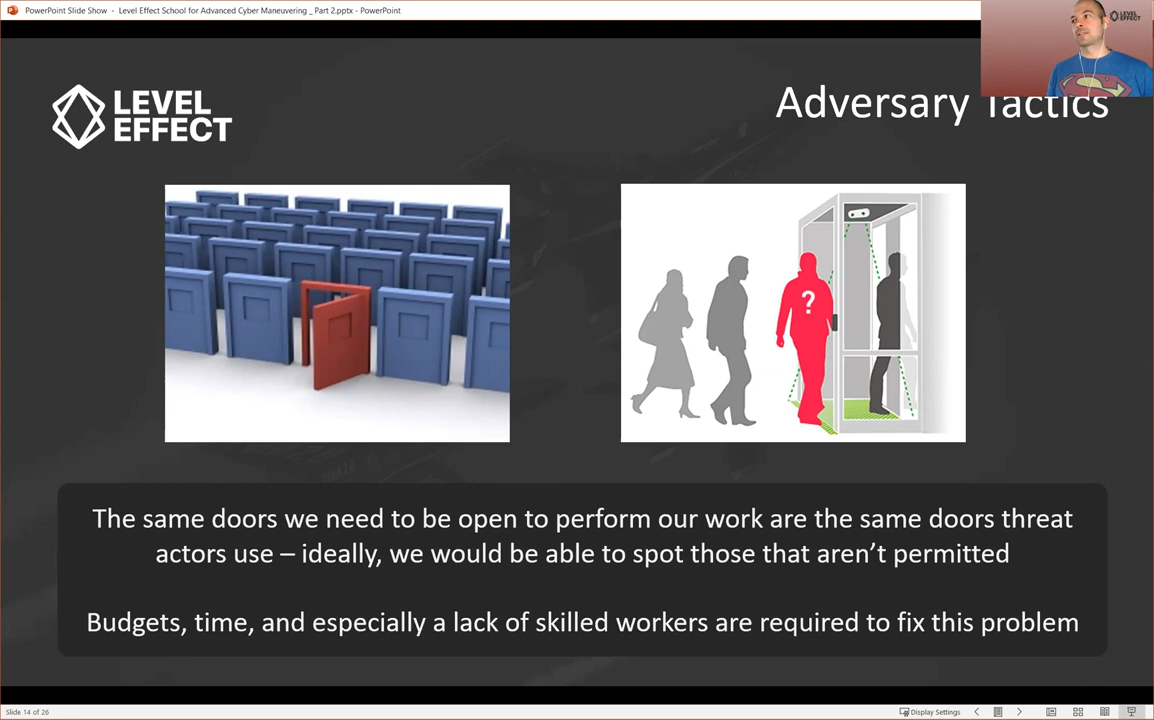 PowerPoint Slide Show - Level Effect School for Advanced Cyber Maneuvering _ Part 2.pptx - PowerPoint
LEVEL
EFFECT
LEVEL
EFFECT
Adversary Tactics
?
The same doors we need to be open to perform our work are the same doors threat
actors use – ideally, we would be able to spot those that aren't permitted
Budgets, time, and especially a lack of skilled workers are required to fix this problem
Slide 14 of 26
Display Settings